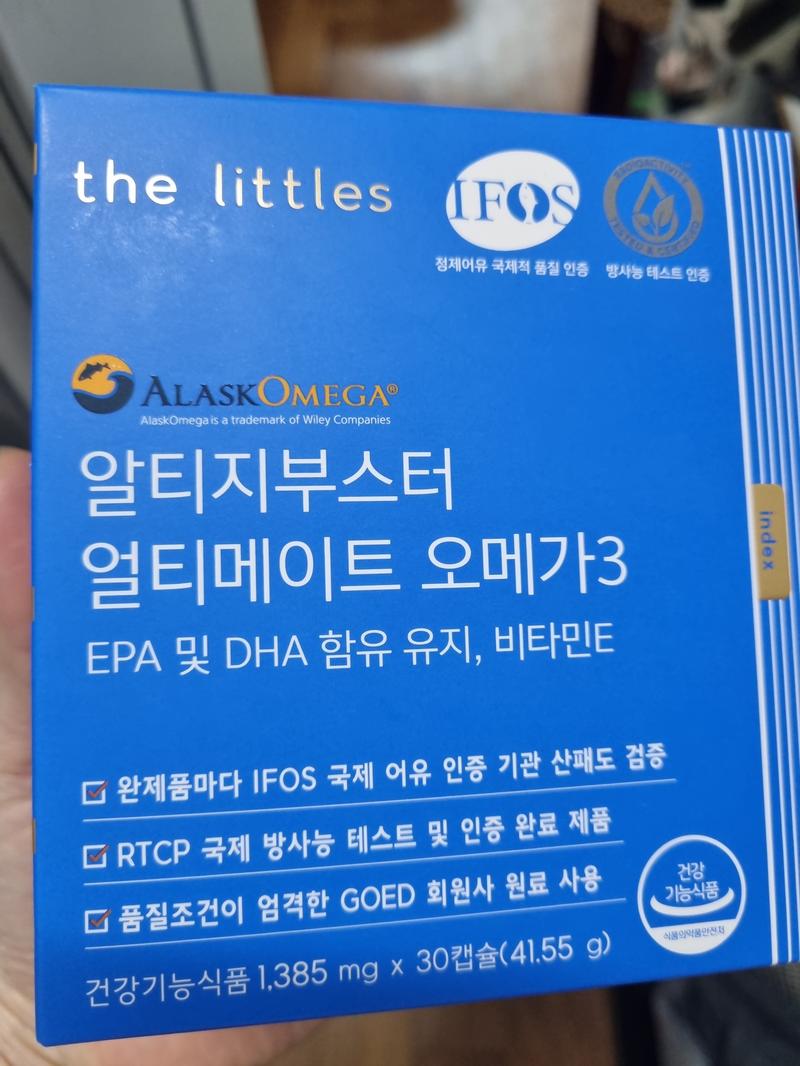 the littles
IFOS
정제어유 국제적 품질 인증
RADIOACTIVITY
TESTED & CERTIFIED
방사능 테스트 인증
ALASKOMEGA®
AlaskOmega is a trademark of Wiley Companies
알티지부스터
얼티메이트 오메가3
EPA 및 DHA 함유 유지, 비타민E
index
완제품마다 IFOS 국제 어유 인증 기관 산패도 검증
RTCP 국제 방사능 테스트 및 인증 완료 제품
품질조건이 엄격한 GOED 회원사 원료 사용
건강
기능식품
식품의약품안전처
건강기능식품 1,385 mg x 30캡슐(41.55 g)